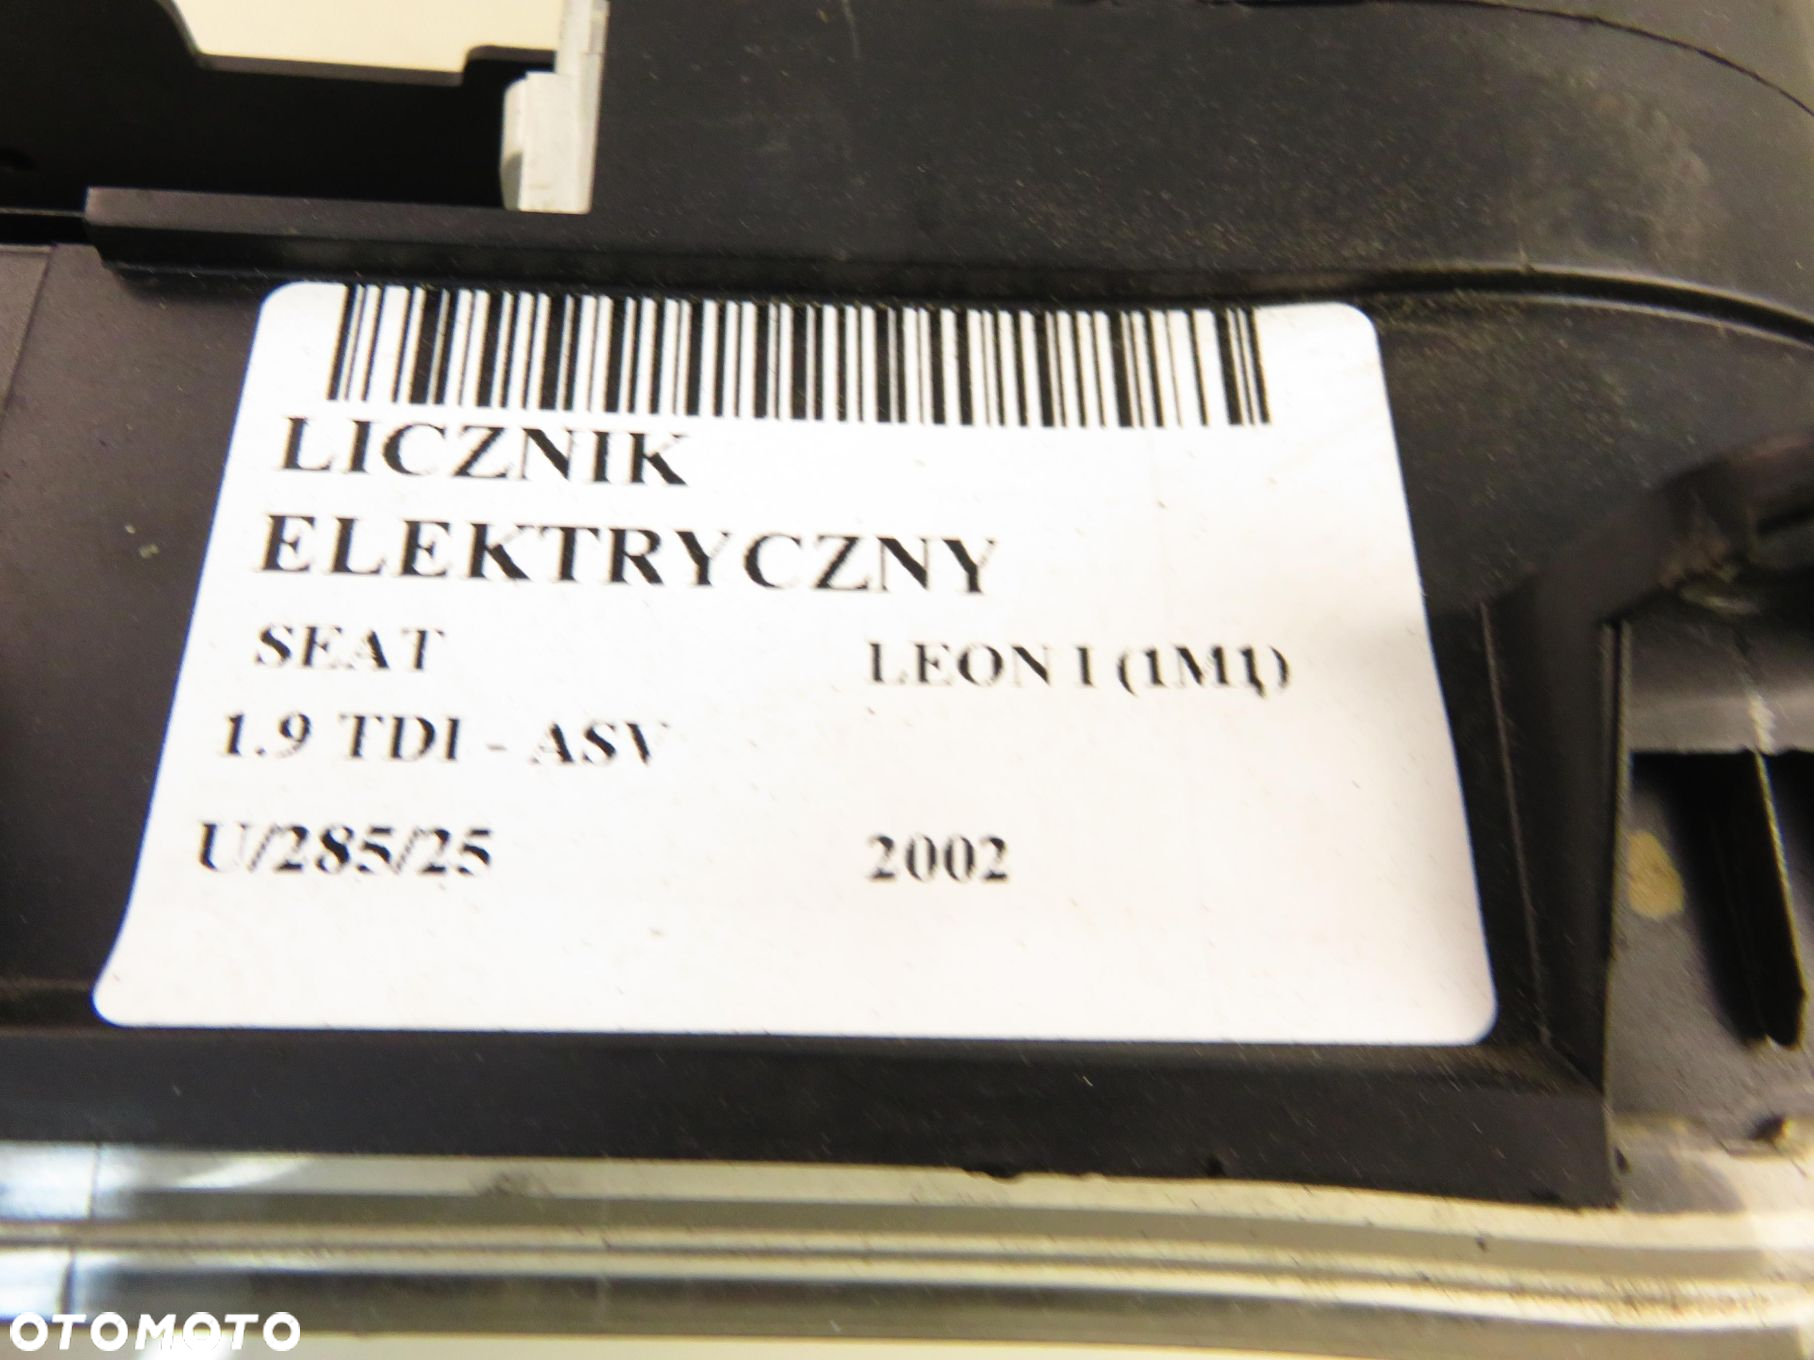 LICZNIK
ELEKTRYCZNY
SEAT LEON I (1M1)
1.9 TDI - ASV
U/285/25 2002
OTOMOTO